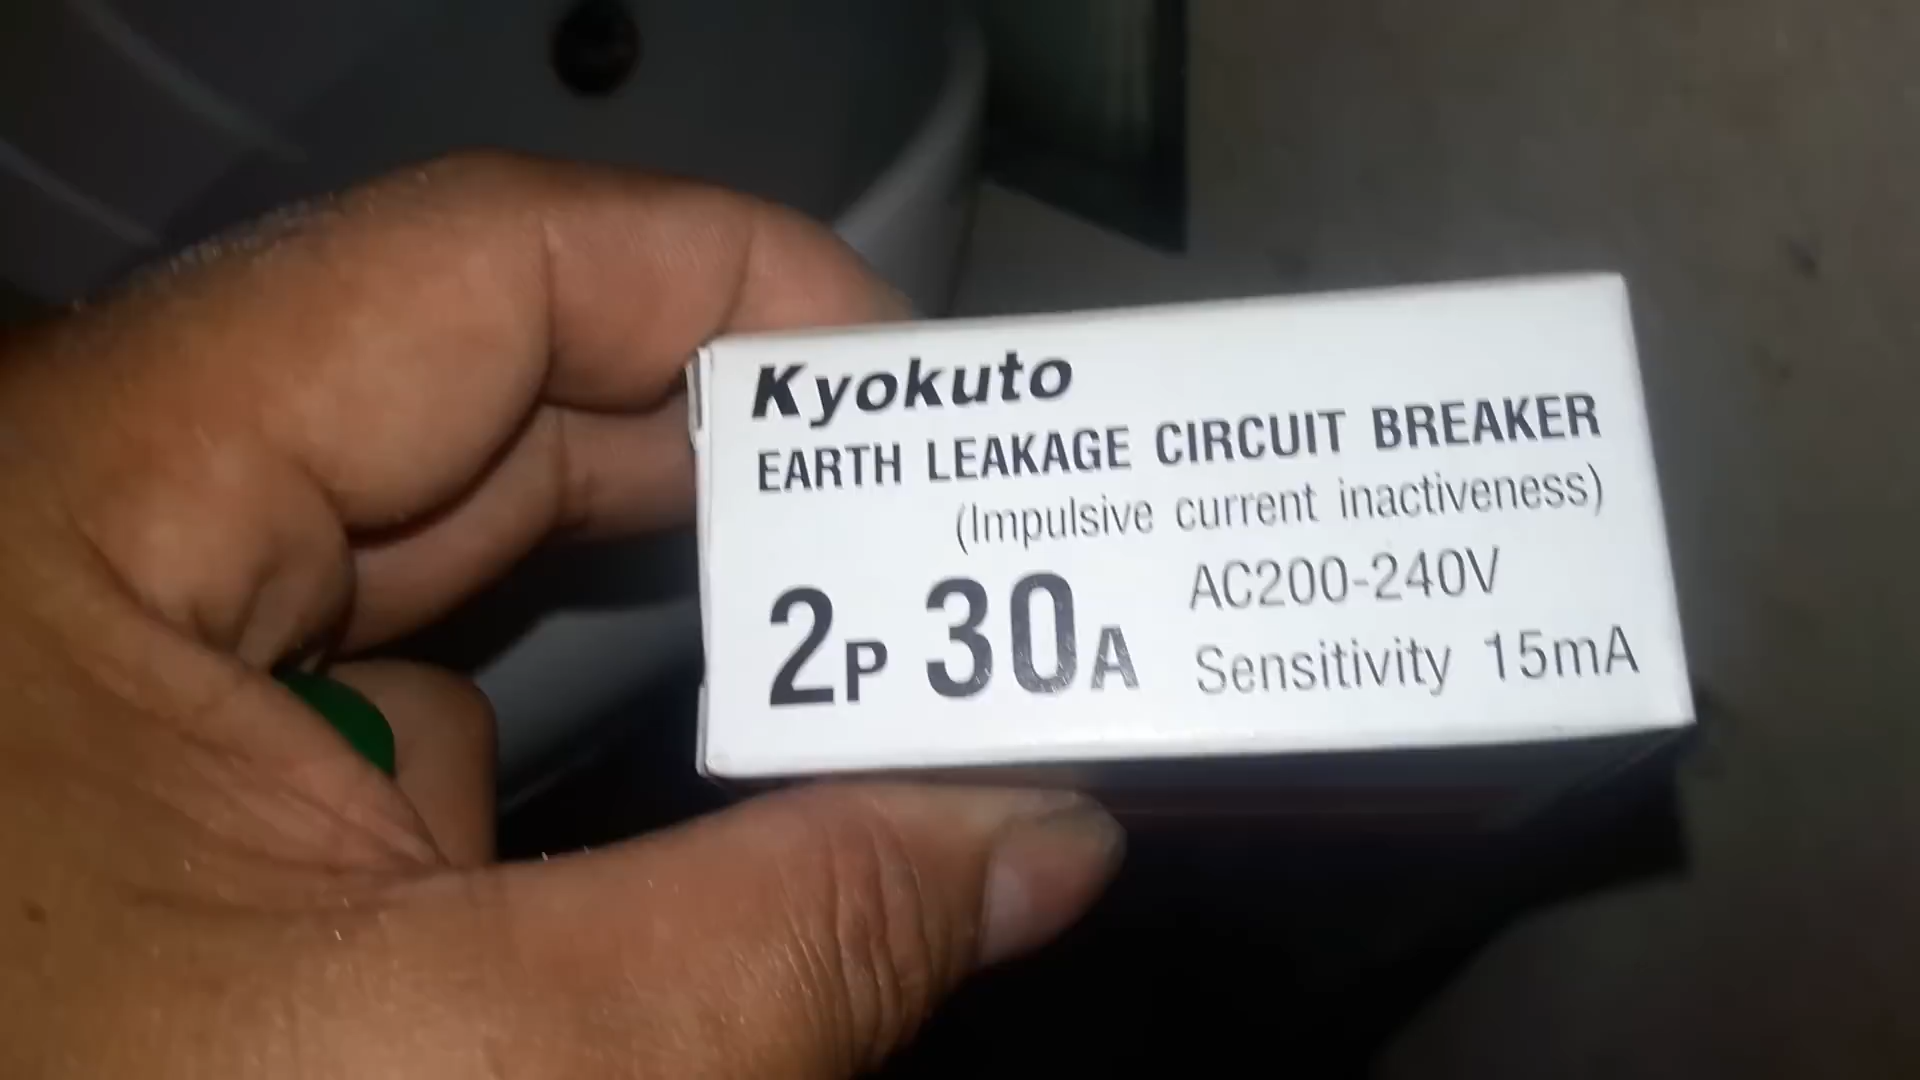 Kyokuto
EARTH LEAKAGE CIRCUIT BREAKER
(Impulsive current inactiveness)
2P 30A AC200-240V
Sensitivity 15mA